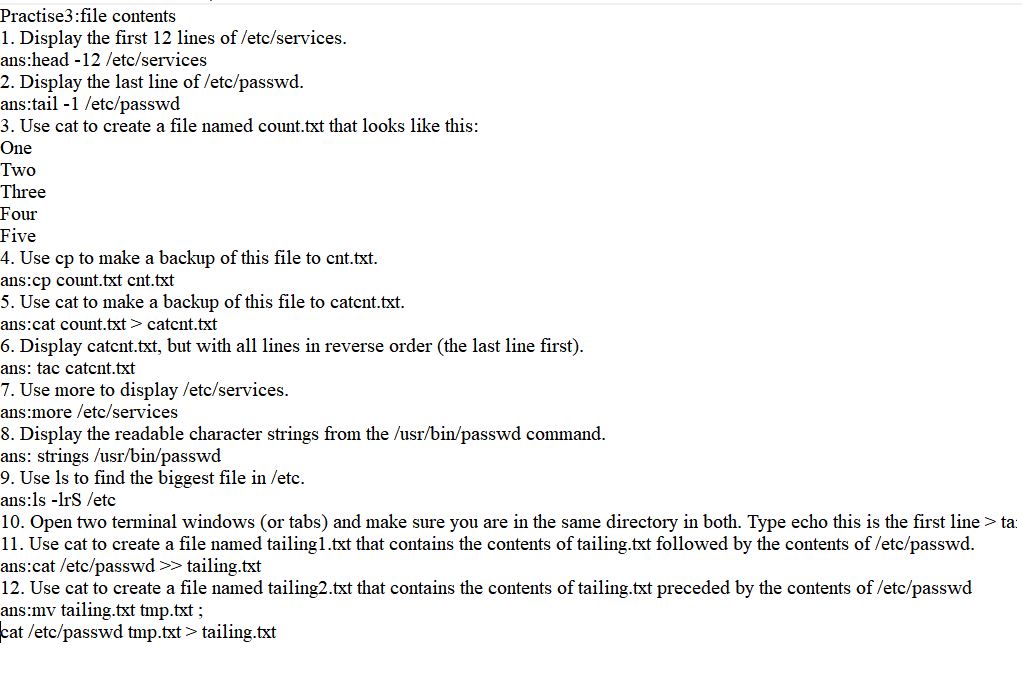 Practise3:file contents
1. Display the first 12 lines of /etc/services.
ans:head -12 /etc/services
2. Display the last line of /etc/passwd.
ans:tail -1 /etc/passwd
3. Use cat to create a file named count.txt that looks like this:
One
Two
Three
Four
Five
4. Use cp to make a backup of this file to cnt.txt.
ans:cp count.txt cnt.txt
5. Use cat to make a backup of this file to catcnt.txt.
ans:cat count.txt > catcnt.txt
6. Display catcnt.txt, but with all lines in reverse order (the last line first).
ans: tac catcnt.txt
7. Use more to display /etc/services.
ans:more /etc/services
8. Display the readable character strings from the /usr/bin/passwd command.
ans: strings /usr/bin/passwd
9. Use ls to find the biggest file in /etc.
ans:ls -lrS /etc
10. Open two terminal windows (or tabs) and make sure you are in the same directory in both. Type echo this is the first line >
11. Use cat to create a file named tailing1.txt that contains the contents of tailing.txt followed by the contents of /etc/passwd.
ans:cat /etc/passwd >> tailing.txt
12. Use cat to create a file named tailing2.txt that contains the contents of tailing.txt preceded by the contents of /etc/passwd
ans:mv tailing.txt tmp.txt ;
cat /etc/passwd tmp.txt > tailing.txt